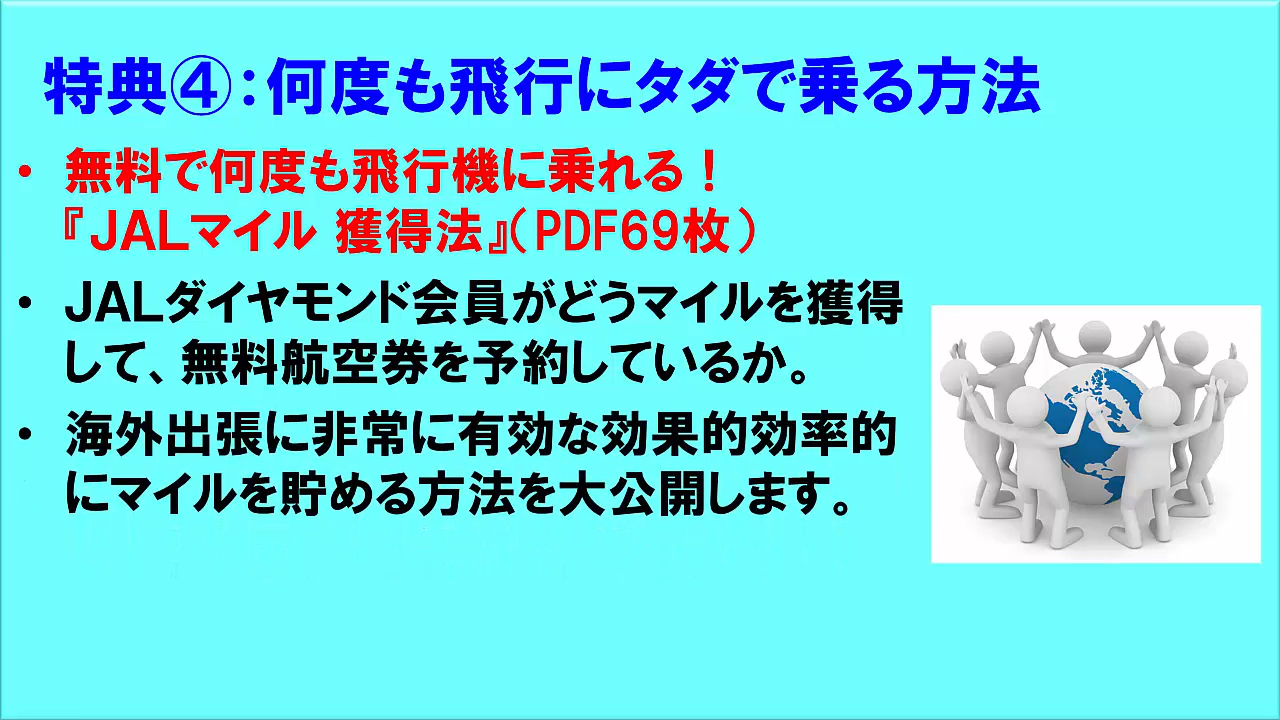 特典④：何度も飛行にタダで乗る方法
• 無料で何度も飛行機に乗れる！
『JALマイル 獲得法』（PDF69枚）
• JALダイヤモンド会員がどうマイルを獲得
して、無料航空券を予約しているか。
• 海外出張に非常に有効な効果的効率的
にマイルを貯める方法を大公開します。